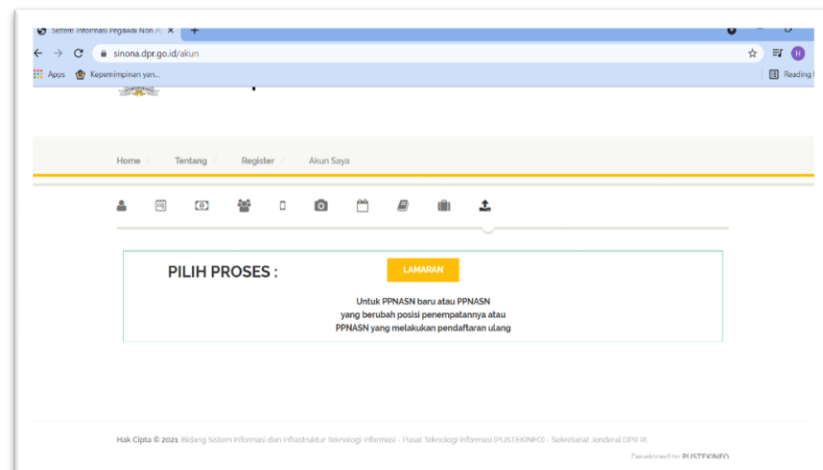 Sistem Informasi Pegawai Non A
sinona.dpr.go.id/akun
Apps Kepemimpinan yan...
Reading
Home / Tentang / Register / Akun Saya
PILIH PROSES :
LAMARAN
Untuk PPNASN baru atau PPNASN
yang berubah posisi penempatannya atau
PPNASN yang melakukan pendaftaran ulang
Hak Cipta © 2021 Bidang Sistem Informasi dan Infrastruktur Teknologi Informasi - Pusat Teknologi Informasi (PUSTEKINFO) - Sekretariat Jenderal DPR RI.
Developed by PUSTEKINFO